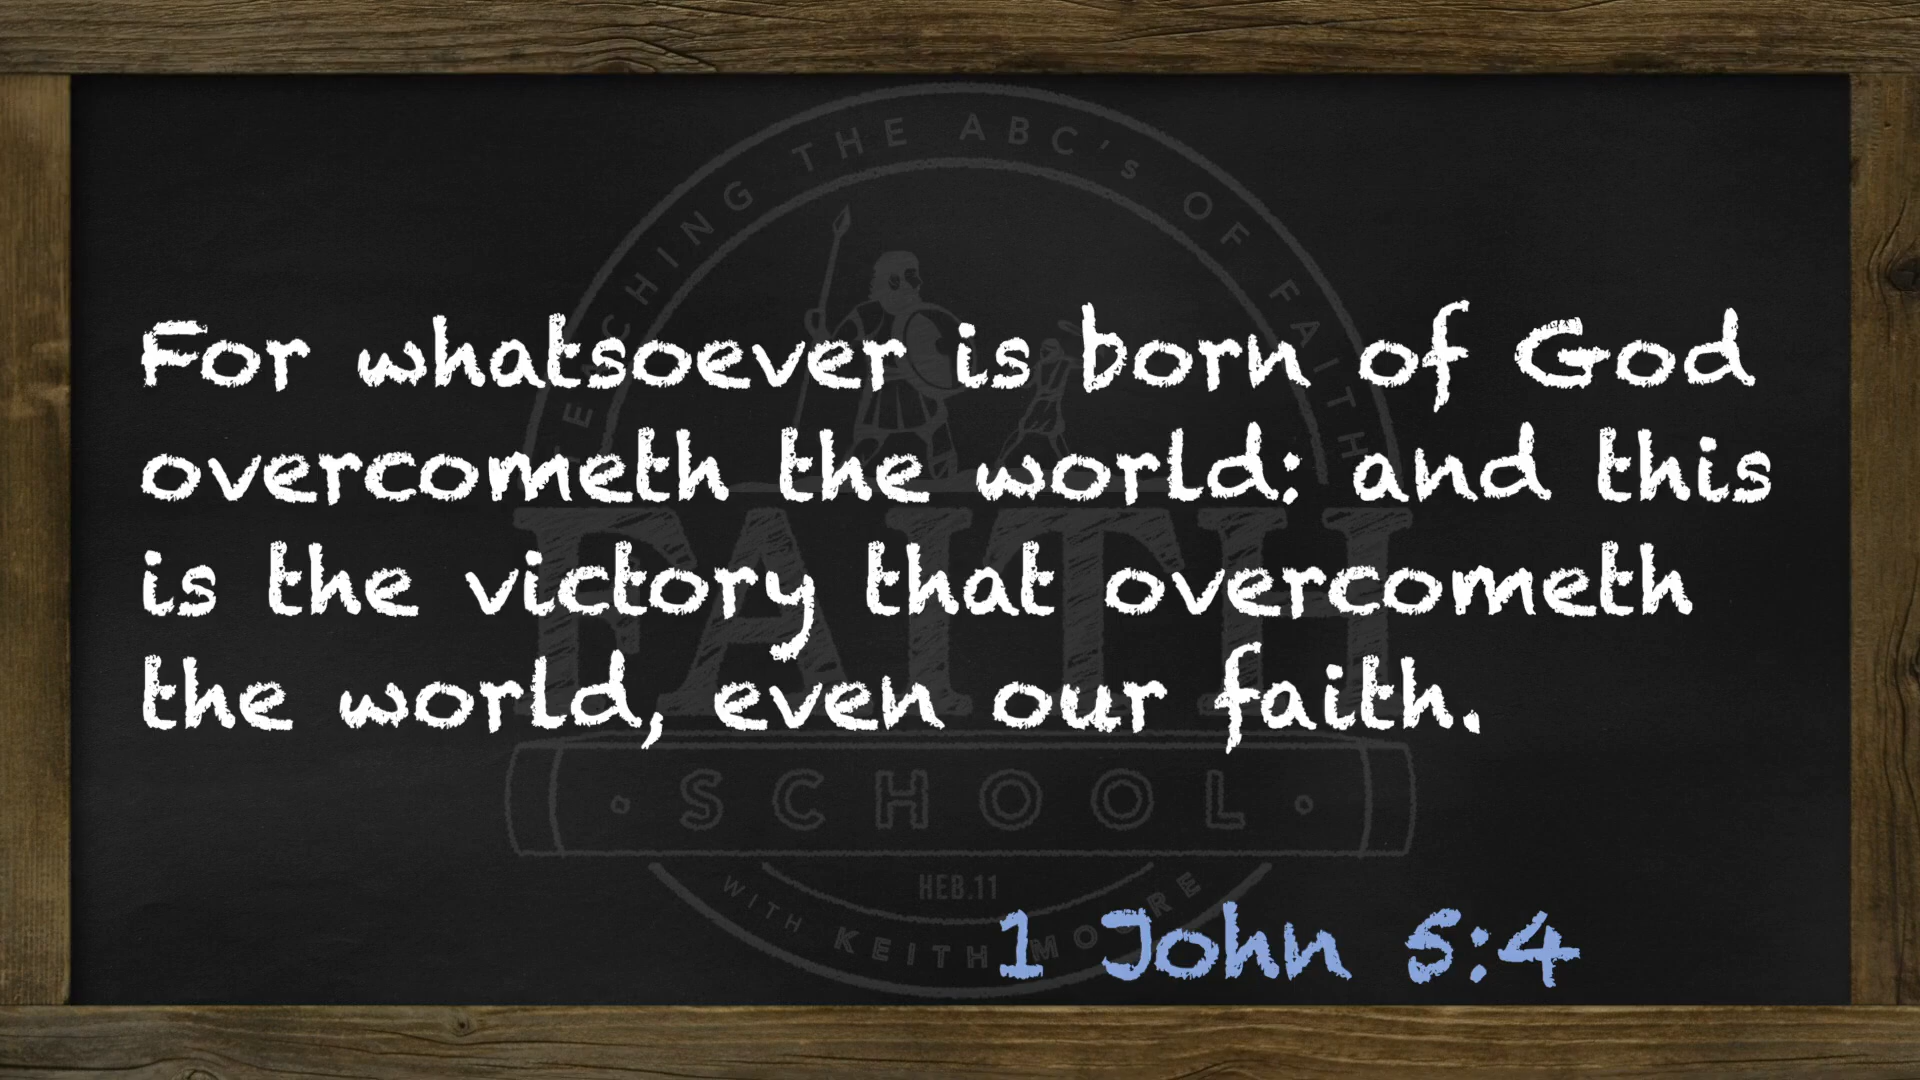 TEACHING THE ABC's OF FAITH
For whatsoever is born of God
overcometh the world: and this
is the victory that overcometh
the world, even our faith.
FAITH
SCHOOL
HEB.11
WITH KEITH MOORE
1 John 5:4